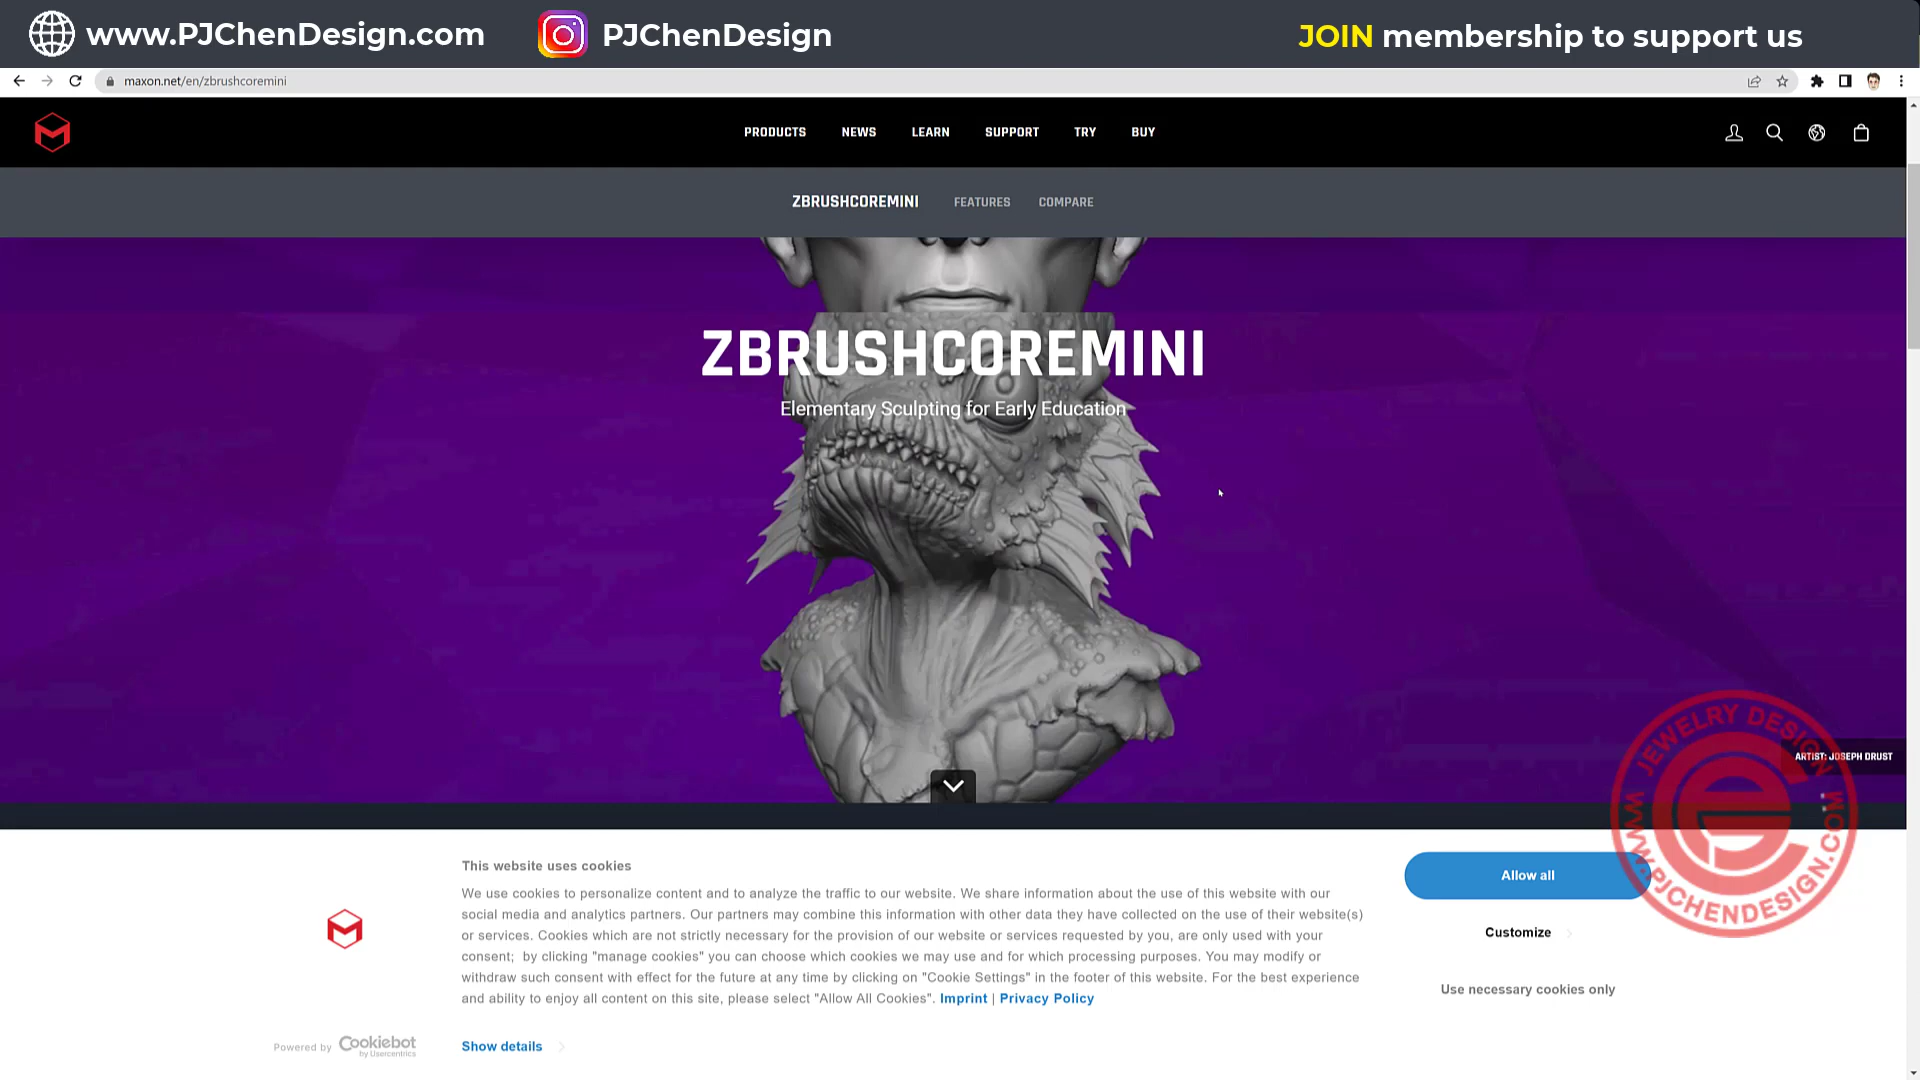 www.PJChenDesign.com
PJChenDesign
JOIN membership to support us
maxon.net/en/zbrushcoremini
PRODUCTS NEWS LEARN SUPPORT TRY BUY
ZBRUSHCOREMINI FEATURES COMPARE
ZBRUSHCOREMINI
Elementary Sculpting for Early Education
ARTIST: JOSEPH DRUST
JEWELRY DESIGN
WWW.PJCHENDESIGN.COM
This website uses cookies
We use cookies to personalize content and to analyze the traffic to our website. We share information about the use of this website with our
social media and analytics partners. Our partners may combine this information with other data they have collected on the use of their website(s)
or services. Cookies which are not strictly necessary for the provision of our website or services requested by you, are only used with your
consent; by clicking "manage cookies" you can choose which cookies we may use and for which processing purposes. You may modify or
withdraw such consent with effect for the future at any time by clicking on "Cookie Settings" in the footer of this website. For the best experience
and ability to enjoy all content on this site, please select "Allow All Cookies". Imprint | Privacy Policy
Allow all
Customize
Use necessary cookies only
Powered by Cookiebot
by Usercentrics
Show details